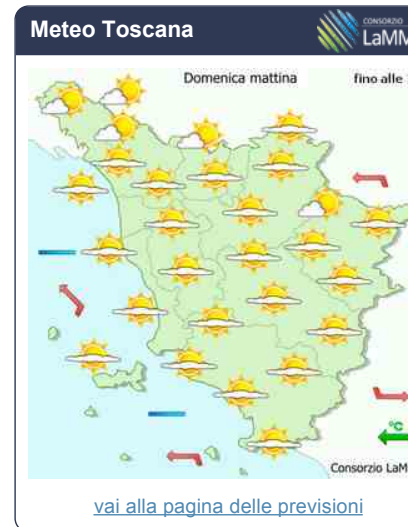 Meteo Toscana
CONSORZIO
LaMM
Domenica mattina
fino alle
°C
Consorzio LaM
vai alla pagina delle previsioni